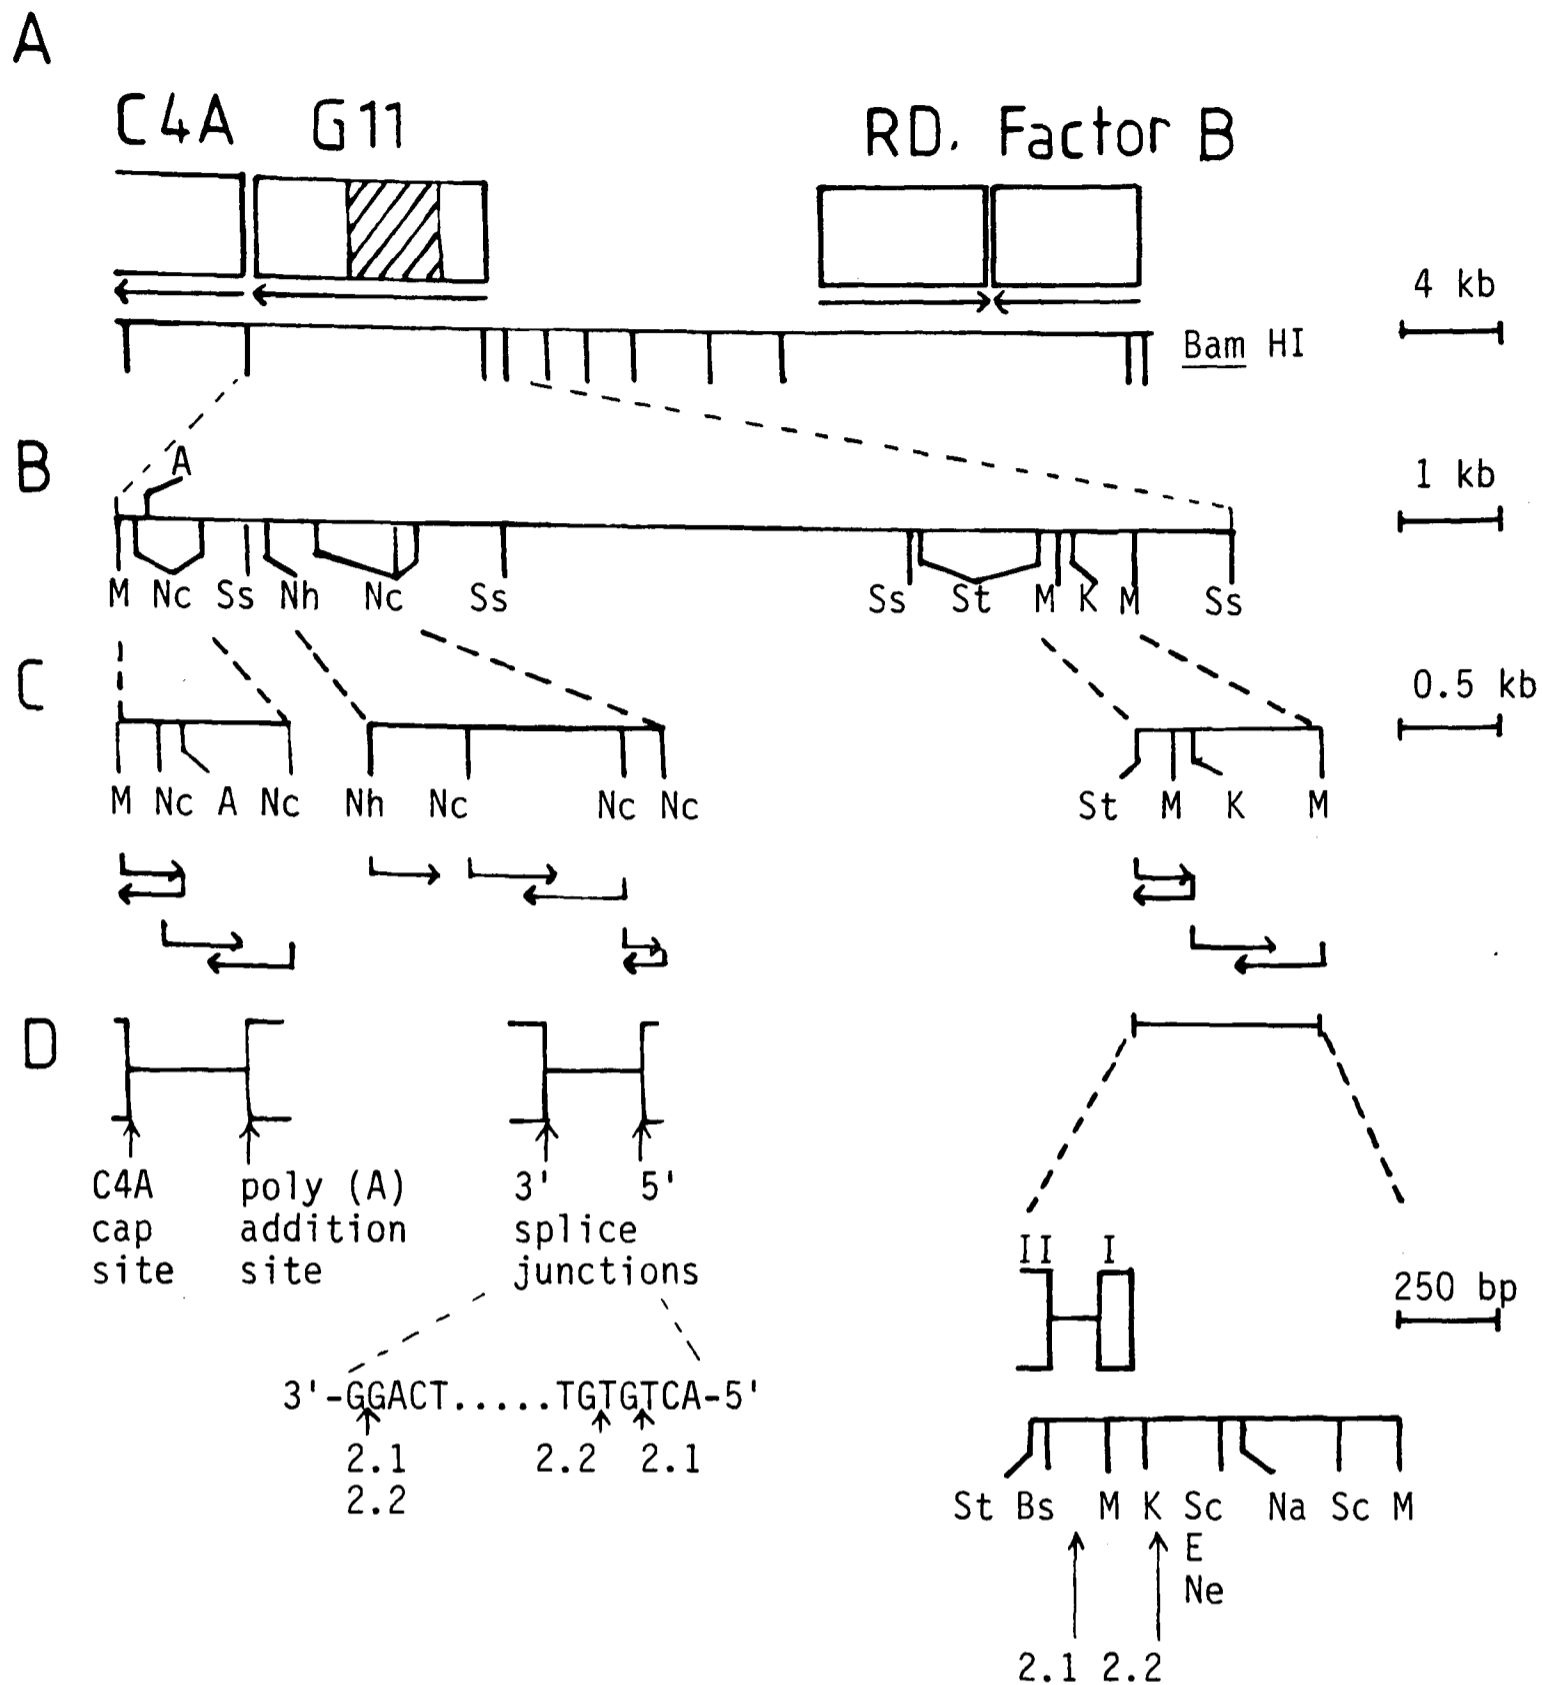 A
C4A G11 RD. Factor B
4 kb
Bam HI
B
A
1 kb
M Nc Ss Nh Nc Ss Ss St M K M Ss
C
0.5 kb
M Nc A Nc Nh Nc Nc Nc St M K M
D
C4A poly (A) 3' 5'
cap addition splice
site site junctions
II I
250 bp
3'-GGACT.....TGTGTCA-5'
2.1 2.2 2.1
2.2
St Bs M K Sc Na Sc M
E
Ne
2.1 2.2